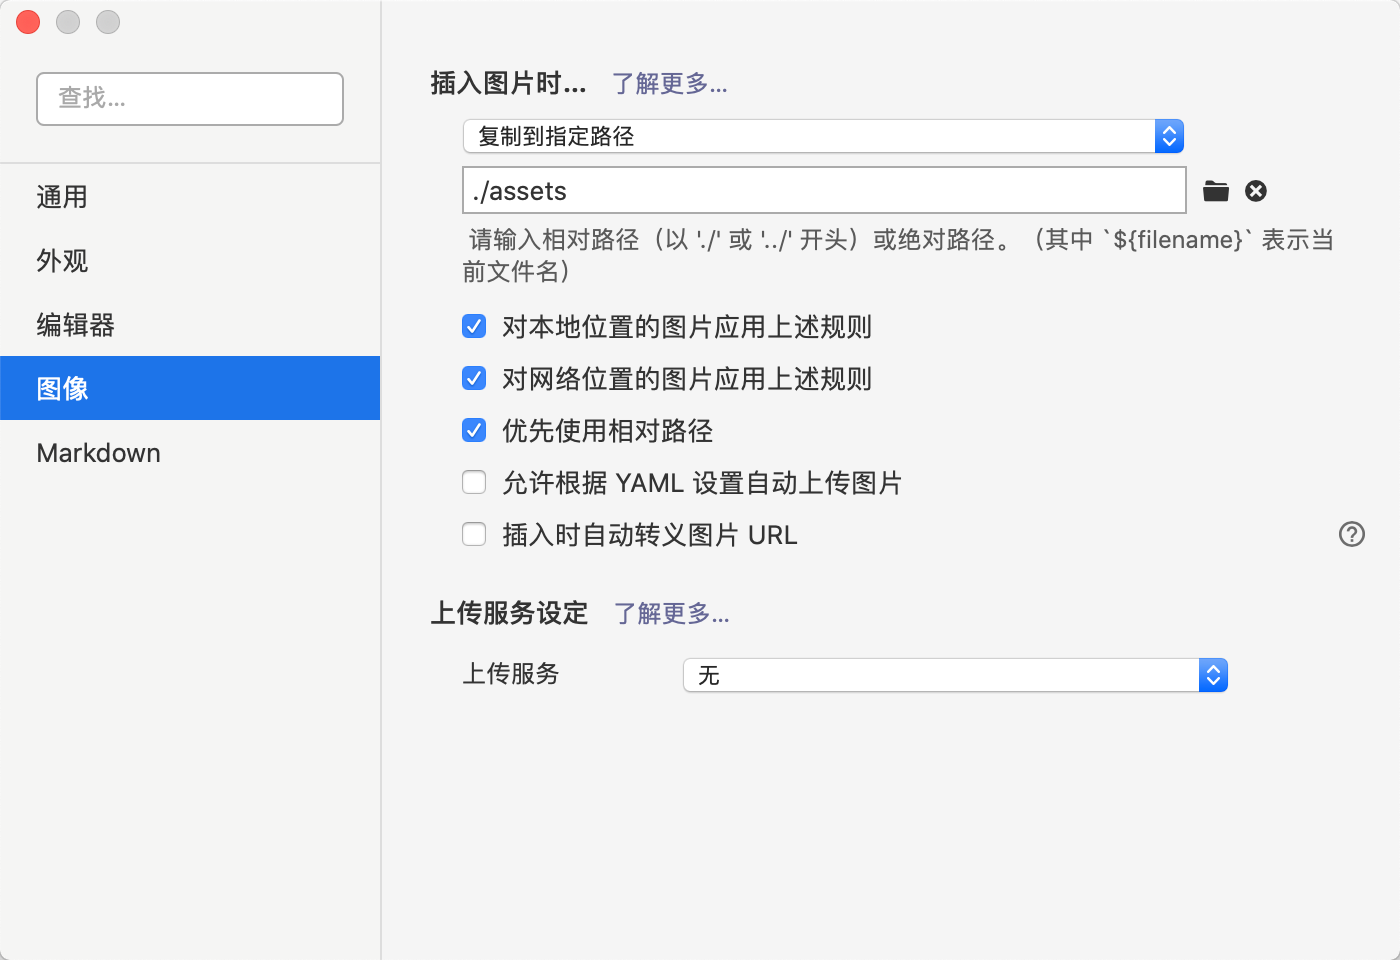 查找...
通用
外观
编辑器
图像
Markdown
插入图片时... 了解更多...
复制到指定路径
./assets
请输入相对路径（以 './' 或 '../' 开头）或绝对路径。（其中 `${filename}` 表示当
前文件名）
对本地位置的图片应用上述规则
对网络位置的图片应用上述规则
优先使用相对路径
允许根据 YAML 设置自动上传图片
插入时自动转义图片 URL
上传服务设定 了解更多...
上传服务 无